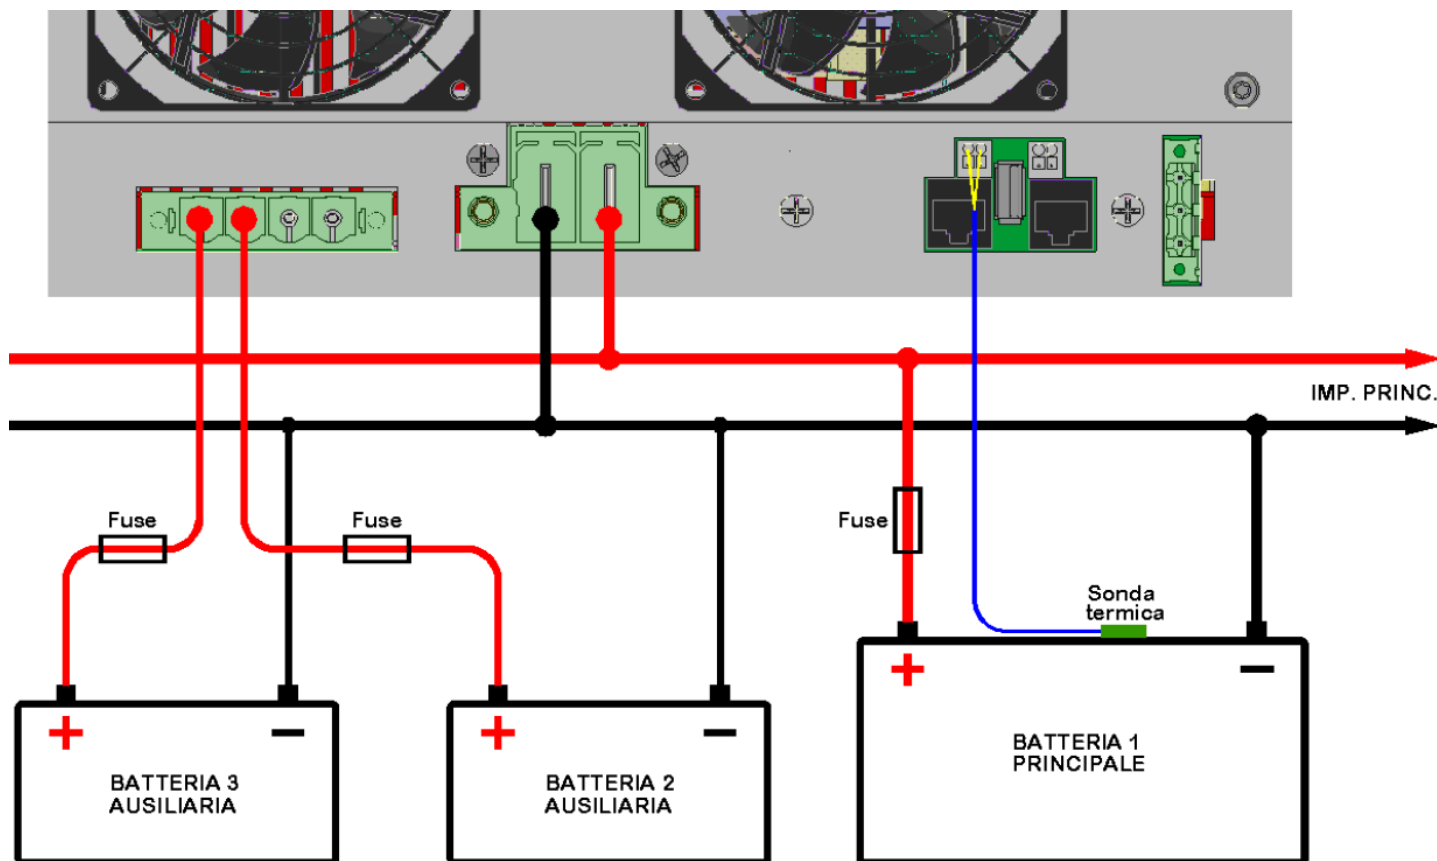 IMP. PRINC.
Fuse
Fuse
Fuse
Sonda
termica
+
−
+
−
+
−
BATTERIA 3
AUSILIARIA
BATTERIA 2
AUSILIARIA
BATTERIA 1
PRINCIPALE